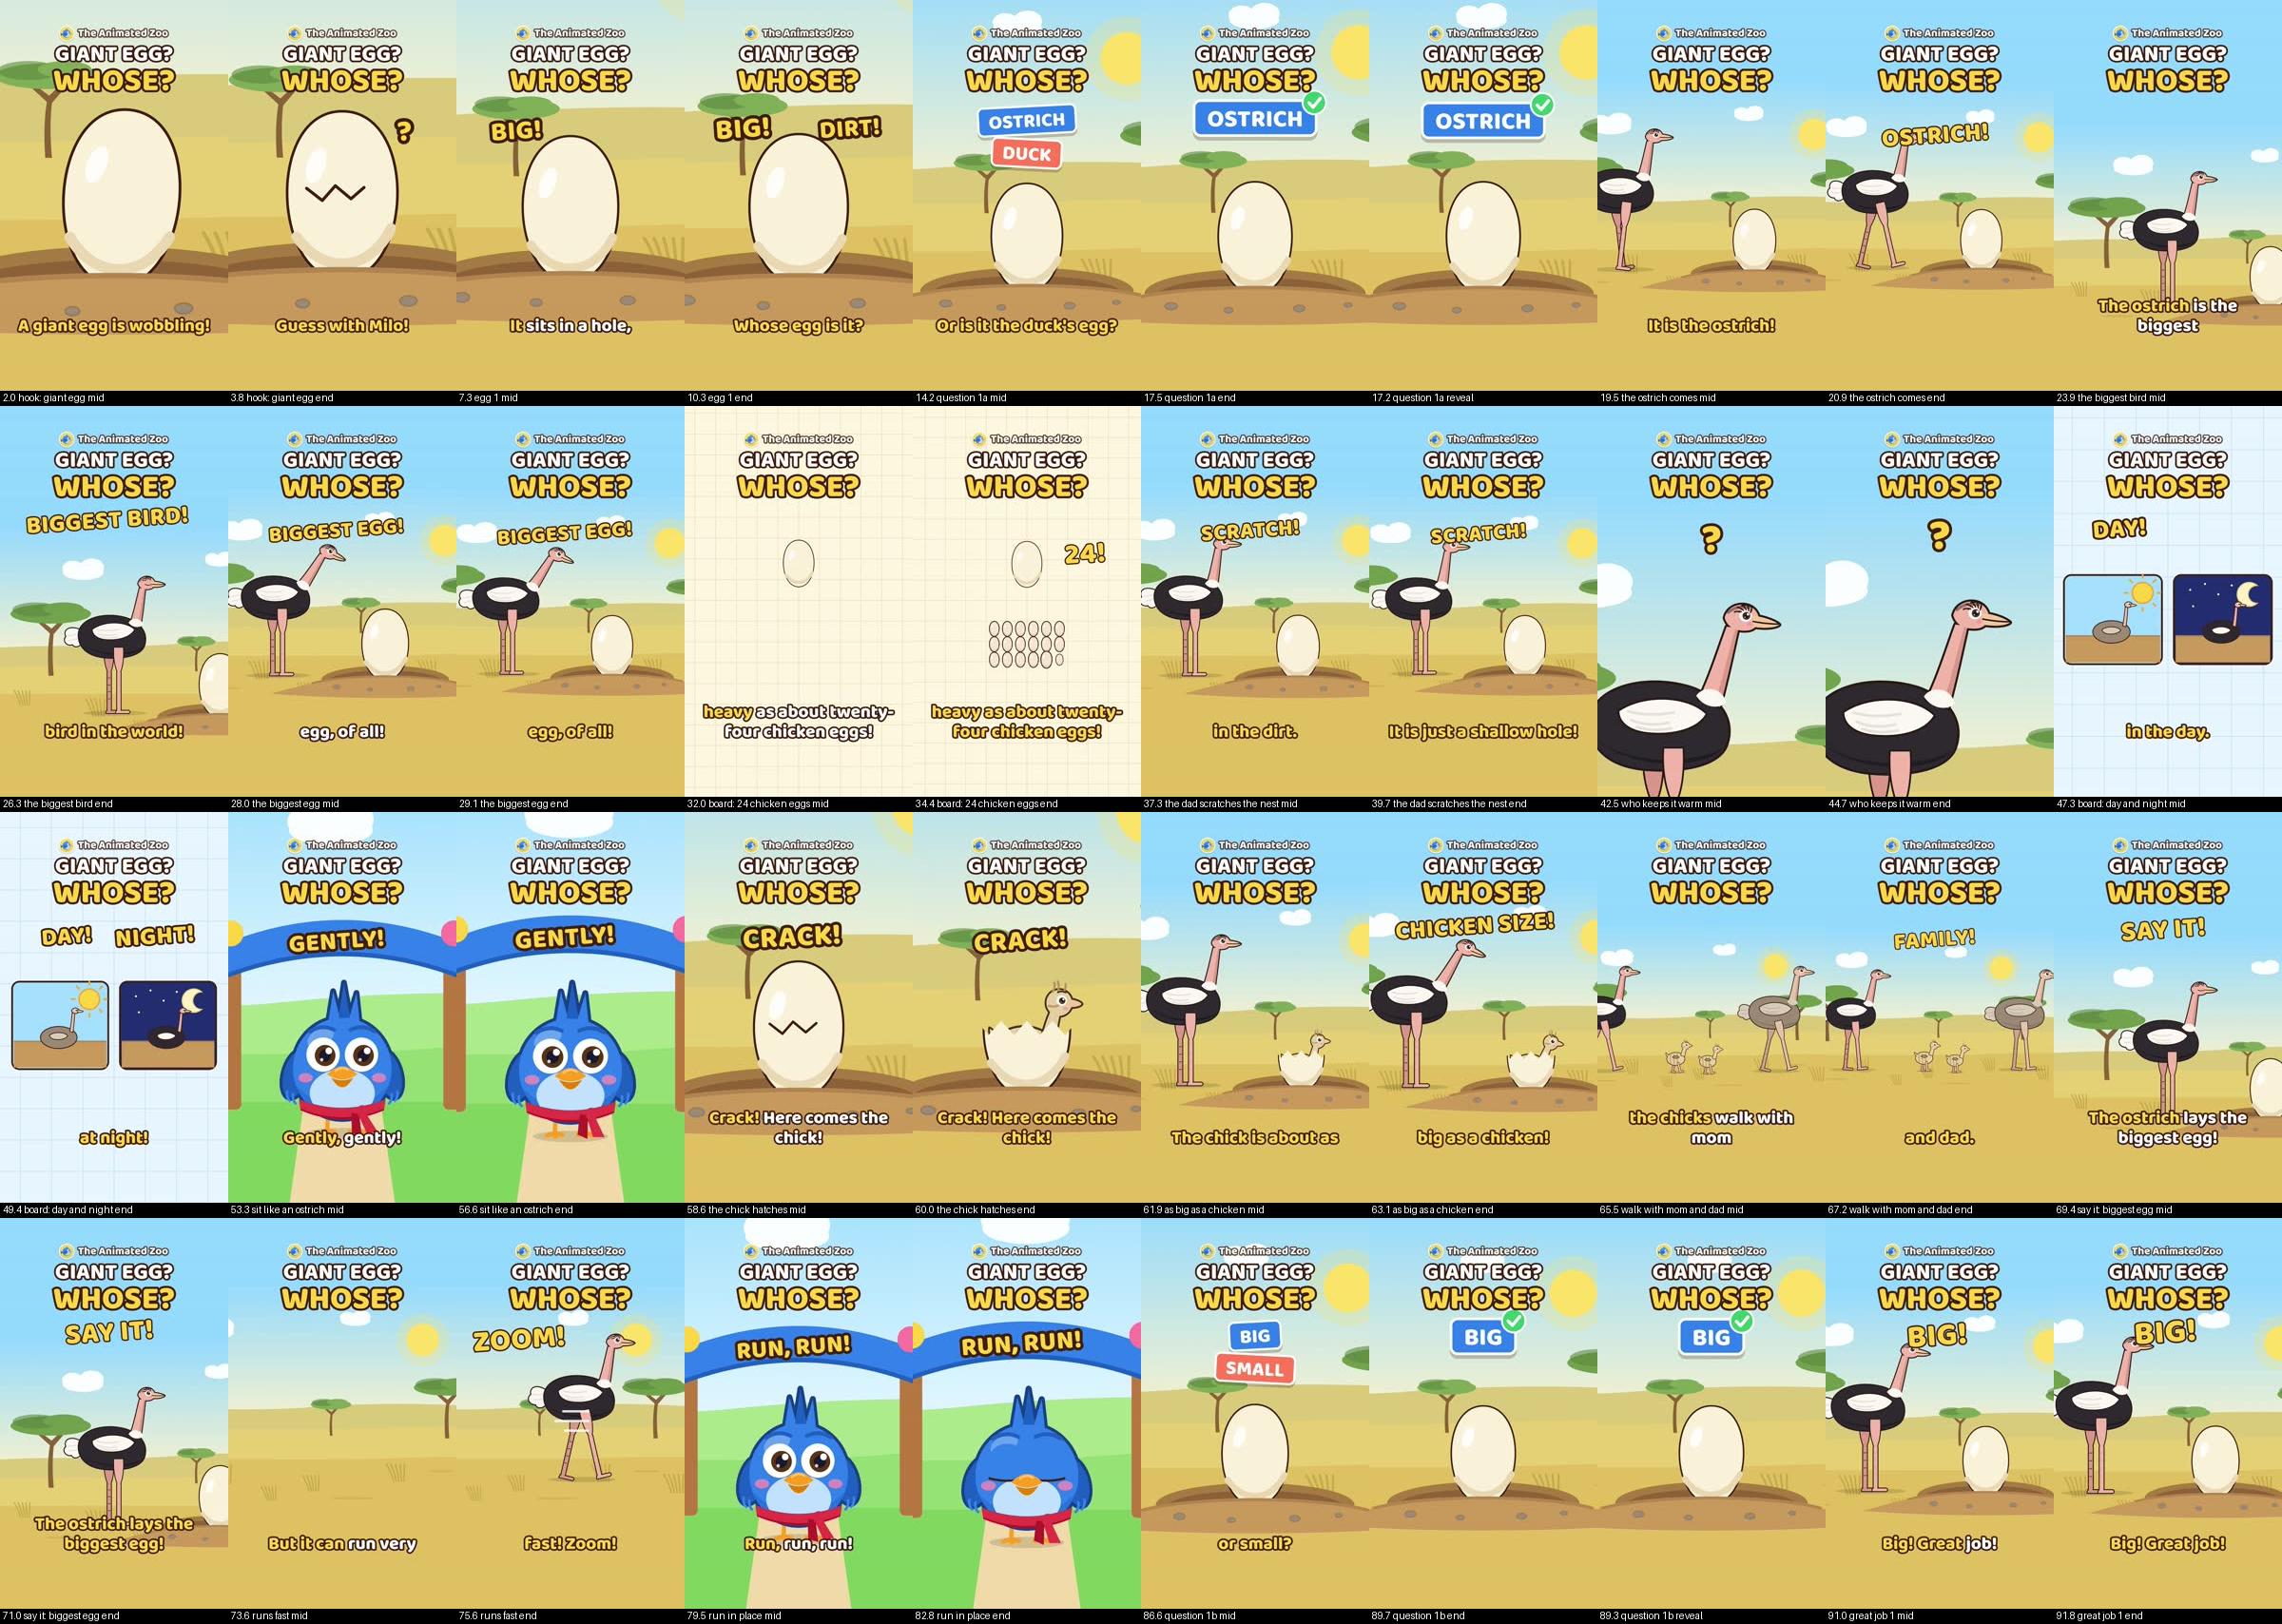 The Animated Zoo
GIANT EGG?
WHOSE?
A giant egg is wobbling!
2.0 hook: giant egg mid
The Animated Zoo
GIANT EGG?
WHOSE?
?
Guess with Milo!
3.8 hook: giant egg end
The Animated Zoo
GIANT EGG?
WHOSE?
BIG!
It sits in a hole,
7.3 egg 1 mid
The Animated Zoo
GIANT EGG?
WHOSE?
BIG! DIRT!
Whose egg is it?
10.3 egg 1 end
The Animated Zoo
GIANT EGG?
WHOSE?
OSTRICH
DUCK
Or is it the duck's egg?
14.2 question 1a mid
The Animated Zoo
GIANT EGG?
WHOSE?
OSTRICH
17.5 question 1a end
The Animated Zoo
GIANT EGG?
WHOSE?
OSTRICH
17.2 question 1a reveal
The Animated Zoo
GIANT EGG?
WHOSE?
It is the ostrich!
19.5 the ostrich comes mid
The Animated Zoo
GIANT EGG?
WHOSE?
OSTRICH!
20.9 the ostrich comes end
The Animated Zoo
GIANT EGG?
WHOSE?
The ostrich is the
biggest
23.9 the biggest bird mid
The Animated Zoo
GIANT EGG?
WHOSE?
BIGGEST BIRD!
bird in the world!
26.3 the biggest bird end
The Animated Zoo
GIANT EGG?
WHOSE?
BIGGEST EGG!
egg, of all!
28.0 the biggest egg mid
The Animated Zoo
GIANT EGG?
WHOSE?
BIGGEST EGG!
egg, of all!
29.1 the biggest egg end
The Animated Zoo
GIANT EGG?
WHOSE?
heavy as about twenty-
four chicken eggs!
32.0 board: 24 chicken eggs mid
The Animated Zoo
GIANT EGG?
WHOSE?
24!
heavy as about twenty-
four chicken eggs!
34.4 board: 24 chicken eggs end
The Animated Zoo
GIANT EGG?
WHOSE?
SCRATCH!
in the dirt.
37.3 the dad scratches the nest mid
The Animated Zoo
GIANT EGG?
WHOSE?
SCRATCH!
It is just a shallow hole!
39.7 the dad scratches the nest end
The Animated Zoo
GIANT EGG?
WHOSE?
?
42.5 who keeps it warm mid
The Animated Zoo
GIANT EGG?
WHOSE?
?
44.7 who keeps it warm end
The Animated Zoo
GIANT EGG?
WHOSE?
DAY!
in the day.
47.3 board: day and night mid
The Animated Zoo
GIANT EGG?
WHOSE?
DAY! NIGHT!
at night!
49.4 board: day and night end
The Animated Zoo
GIANT EGG?
WHOSE?
GENTLY!
Gently, gently!
53.3 sit like an ostrich mid
The Animated Zoo
GIANT EGG?
WHOSE?
GENTLY!
56.6 sit like an ostrich end
The Animated Zoo
GIANT EGG?
WHOSE?
CRACK!
Crack! Here comes the
chick!
58.6 the chick hatches mid
The Animated Zoo
GIANT EGG?
WHOSE?
CRACK!
Crack! Here comes the
chick!
60.0 the chick hatches end
The Animated Zoo
GIANT EGG?
WHOSE?
The chick is about as
61.9 as big as a chicken mid
The Animated Zoo
GIANT EGG?
WHOSE?
CHICKEN SIZE!
big as a chicken!
63.1 as big as a chicken end
The Animated Zoo
GIANT EGG?
WHOSE?
the chicks walk with
mom
65.5 walk with mom and dad mid
The Animated Zoo
GIANT EGG?
WHOSE?
FAMILY!
and dad.
67.2 walk with mom and dad end
The Animated Zoo
GIANT EGG?
WHOSE?
SAY IT!
The ostrich lays the
biggest egg!
69.4 say it: biggest egg mid
The Animated Zoo
GIANT EGG?
WHOSE?
SAY IT!
The ostrich lays the
biggest egg!
71.0 say it: biggest egg end
The Animated Zoo
GIANT EGG?
WHOSE?
But it can run very
73.6 runs fast mid
The Animated Zoo
GIANT EGG?
WHOSE?
ZOOM!
fast! Zoom!
75.6 runs fast end
The Animated Zoo
GIANT EGG?
WHOSE?
RUN, RUN!
Run, run, run!
79.5 run in place mid
The Animated Zoo
GIANT EGG?
WHOSE?
RUN, RUN!
82.8 run in place end
The Animated Zoo
GIANT EGG?
WHOSE?
BIG
SMALL
or small?
86.6 question 1b mid
The Animated Zoo
GIANT EGG?
WHOSE?
BIG
89.7 question 1b end
The Animated Zoo
GIANT EGG?
WHOSE?
BIG
89.3 question 1b reveal
The Animated Zoo
GIANT EGG?
WHOSE?
BIG!
Big! Great job!
91.0 great job 1 mid
The Animated Zoo
GIANT EGG?
WHOSE?
BIG!
Big! Great job!
91.8 great job 1 end